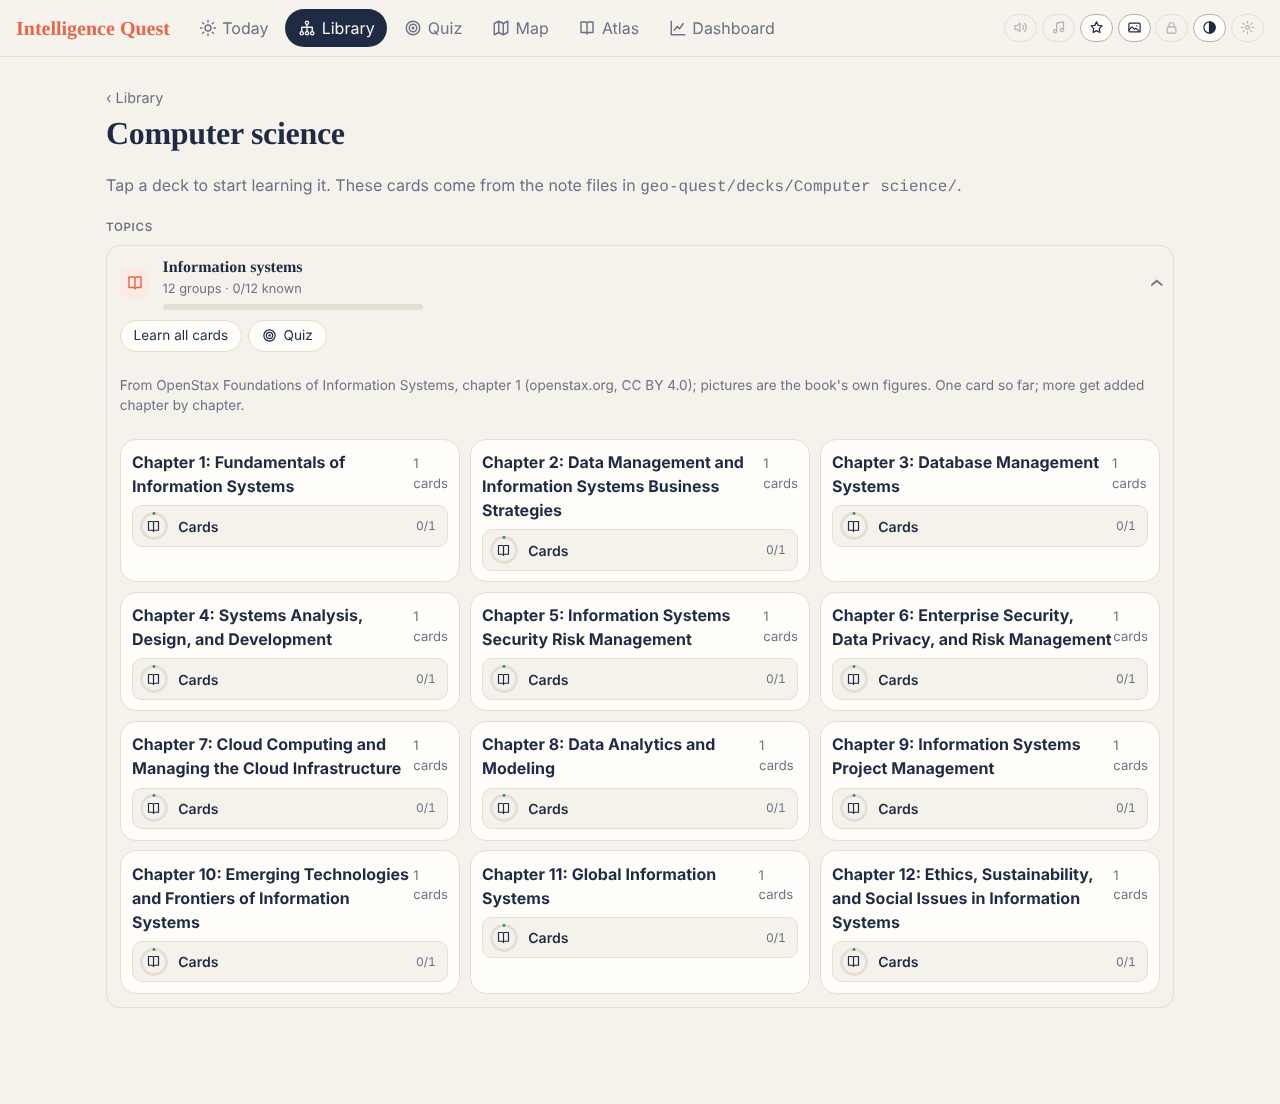 Intelligence Quest
Today
Library
Quiz
Map
Atlas
Dashboard
‹ Library
Computer science
Tap a deck to start learning it. These cards come from the note files in geo-quest/decks/Computer science/.
TOPICS
Information systems
12 groups · 0/12 known
Learn all cards
Quiz
From OpenStax Foundations of Information Systems, chapter 1 (openstax.org, CC BY 4.0); pictures are the book's own figures. One card so far; more get added
chapter by chapter.
Chapter 1: Fundamentals of
Information Systems
1
cards
Cards
0/1
Chapter 2: Data Management and
Information Systems Business
Strategies
1
cards
Cards
0/1
Chapter 3: Database Management
Systems
1
cards
Cards
0/1
Chapter 4: Systems Analysis,
Design, and Development
1
cards
Cards
0/1
Chapter 5: Information Systems
Security Risk Management
1
cards
Cards
0/1
Chapter 6: Enterprise Security,
Data Privacy, and Risk Management
1
cards
Cards
0/1
Chapter 7: Cloud Computing and
Managing the Cloud Infrastructure
1
cards
Cards
0/1
Chapter 8: Data Analytics and
Modeling
1
cards
Cards
0/1
Chapter 9: Information Systems
Project Management
1
cards
Cards
0/1
Chapter 10: Emerging Technologies
and Frontiers of Information
Systems
1
cards
Cards
0/1
Chapter 11: Global Information
Systems
1
cards
Cards
0/1
Chapter 12: Ethics, Sustainability,
and Social Issues in Information
Systems
1
cards
Cards
0/1